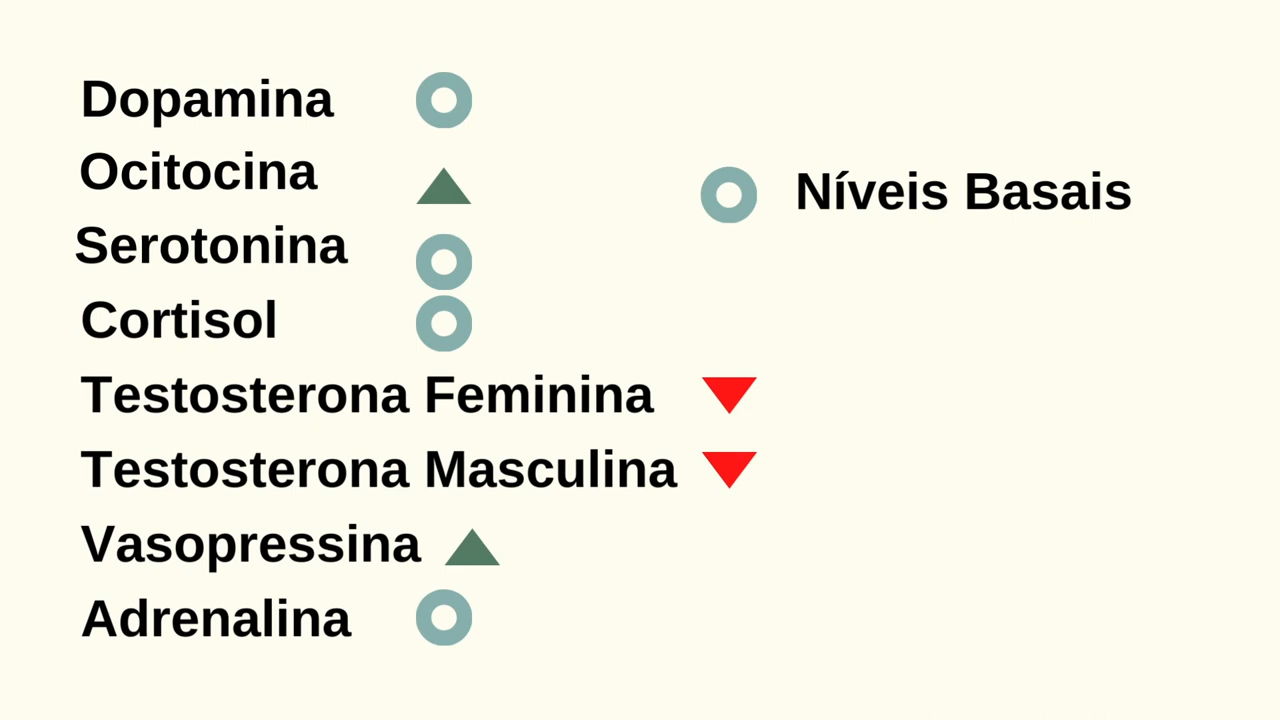 Dopamina
Ocitocina
Serotonina
Cortisol
Testosterona Feminina
Testosterona Masculina
Vasopressina
Adrenalina
Níveis Basais